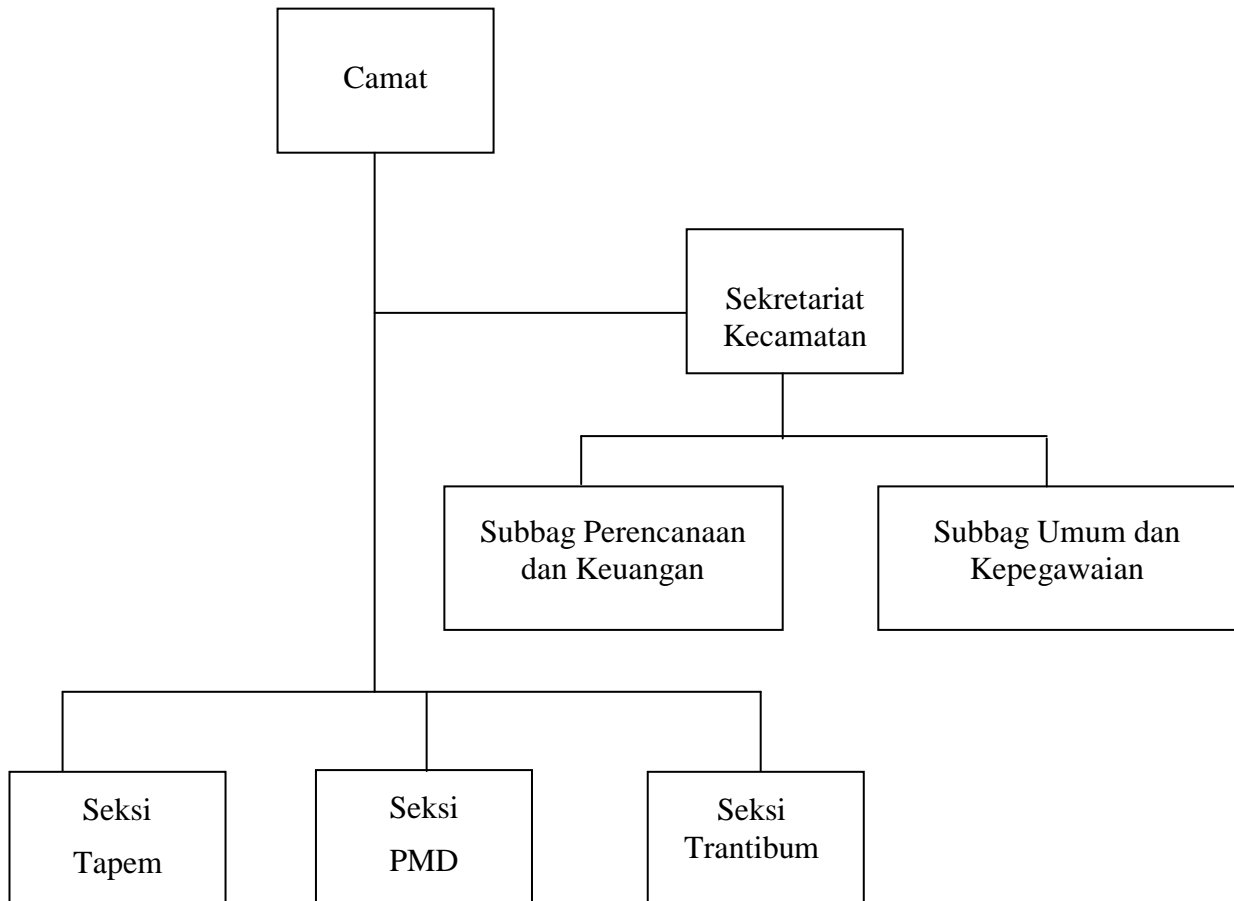 Camat
Sekretariat
Kecamatan
Subbag Perencanaan
dan Keuangan
Subbag Umum dan
Kepegawaian
Seksi
Tapem
Seksi
PMD
Seksi
Trantibum